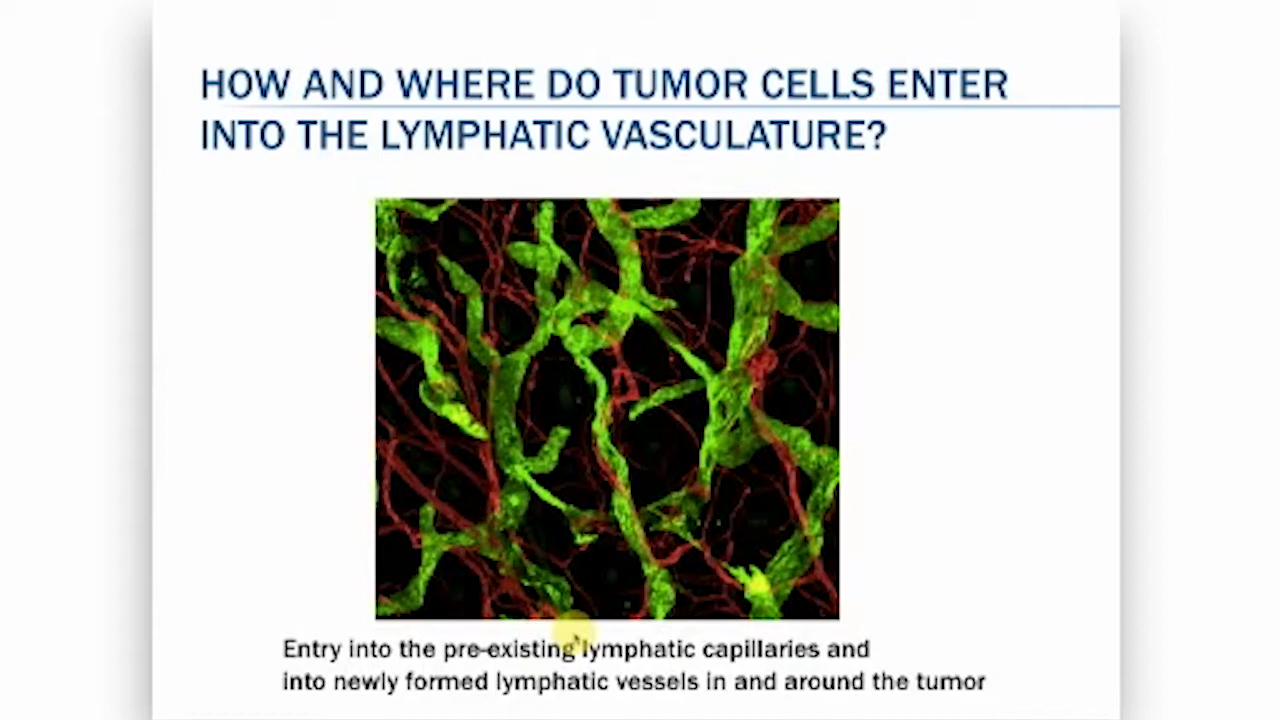 HOW AND WHERE DO TUMOR CELLS ENTER
INTO THE LYMPHATIC VASCULATURE?
Entry into the pre-existing lymphatic capillaries and
into newly formed lymphatic vessels in and around the tumor